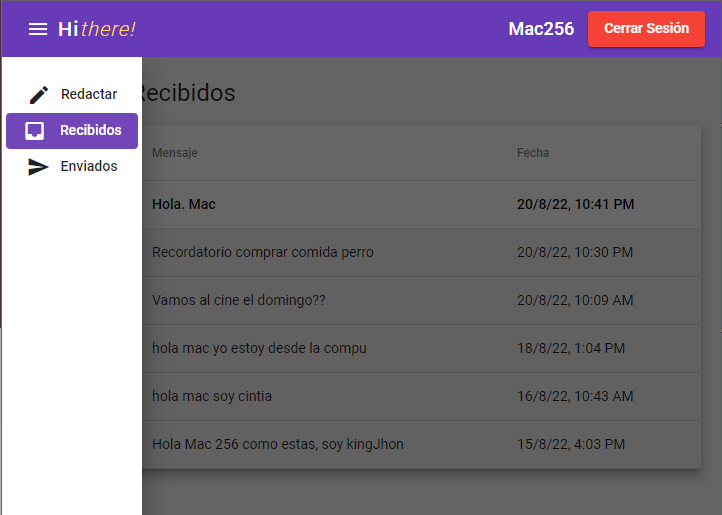 Hithere!
Mac256
Cerrar Sesión
Redactar
Recibidos
Enviados
Recibidos
Mensaje Fecha
Hola. Mac 20/8/22, 10:41 PM
Recordatorio comprar comida perro 20/8/22, 10:30 PM
Vamos al cine el domingo?? 20/8/22, 10:09 AM
hola mac yo estoy desde la compu 18/8/22, 1:04 PM
hola mac soy cintia 16/8/22, 10:43 AM
Hola Mac 256 como estas, soy kingJhon 15/8/22, 4:03 PM